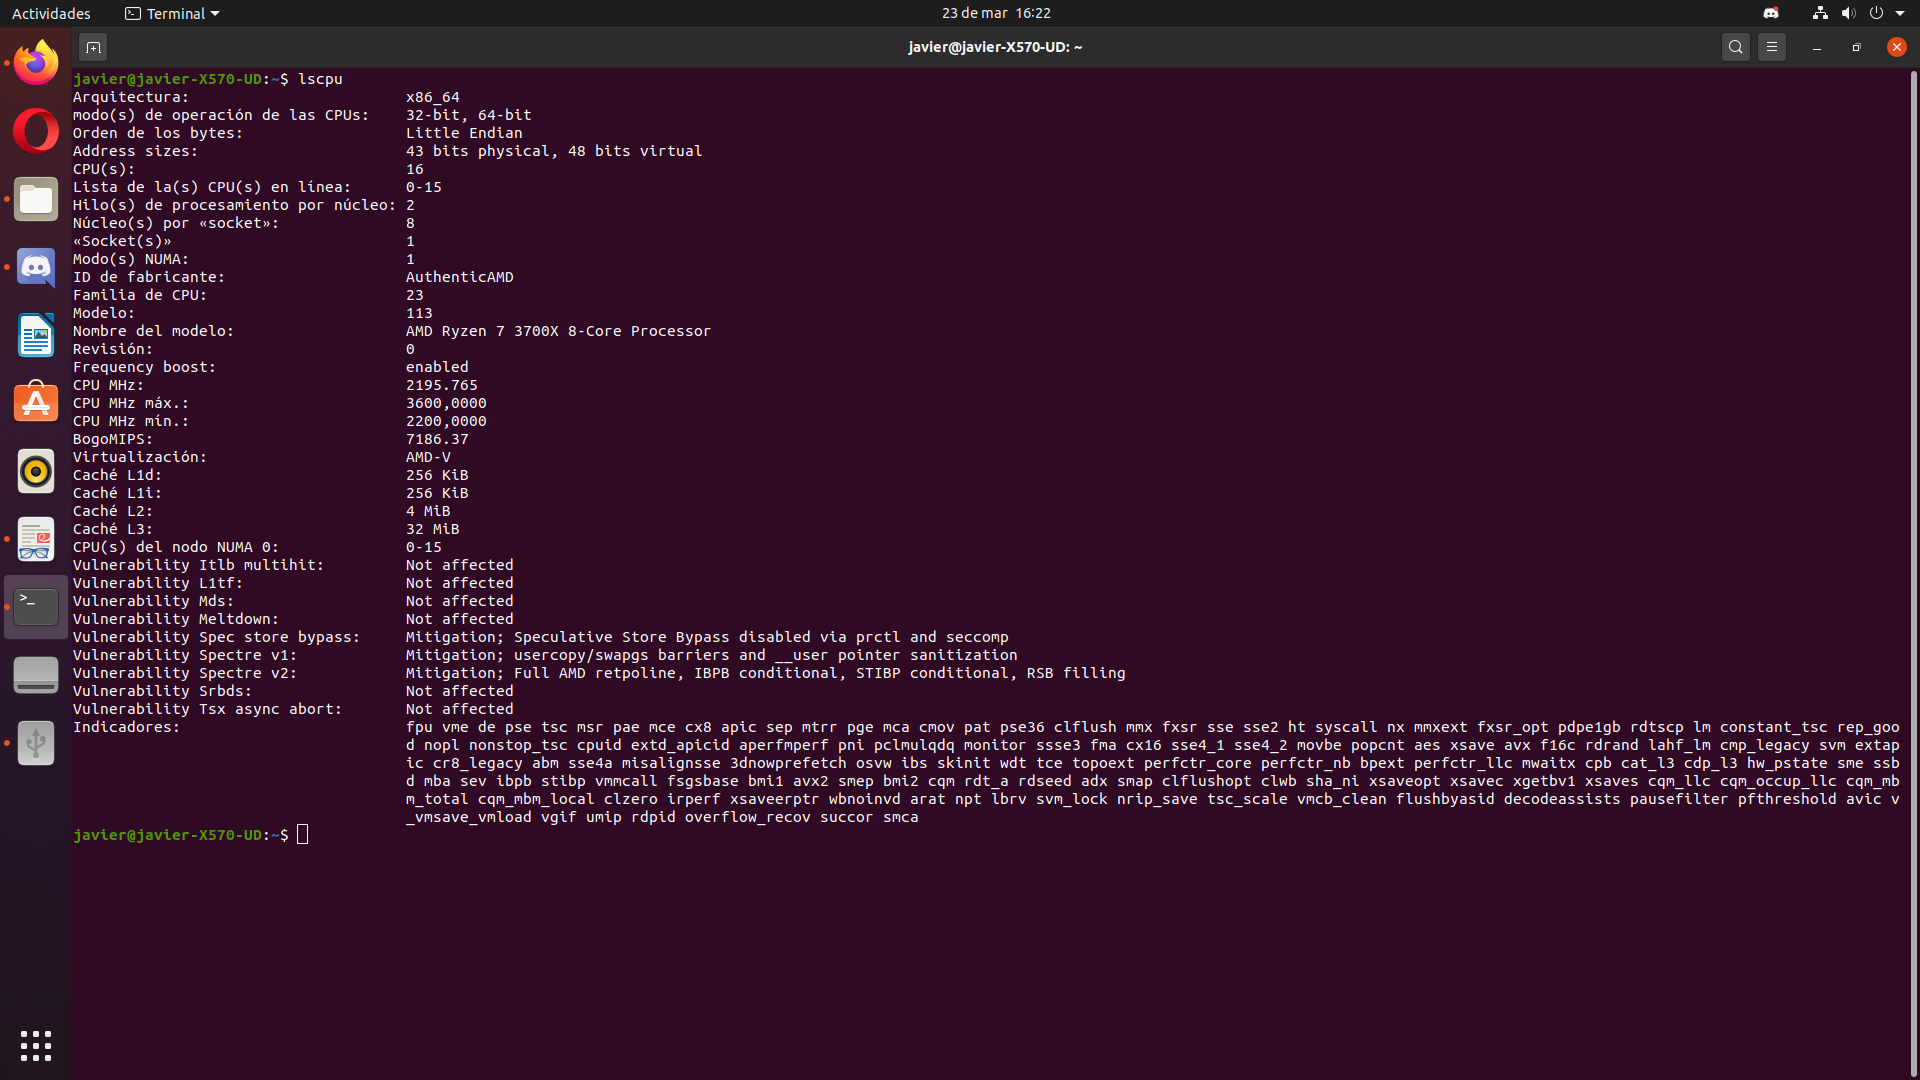 Actividades Terminal 23 de mar 16:22
javier@javier-X570-UD: ~
javier@javier-X570-UD:~$ lscpu
Arquitectura: x86_64
modo(s) de operación de las CPUs: 32-bit, 64-bit
Orden de los bytes: Little Endian
Address sizes: 43 bits physical, 48 bits virtual
CPU(s): 16
Lista de la(s) CPU(s) en línea: 0-15
Hilo(s) de procesamiento por núcleo: 2
Núcleo(s) por «socket»: 8
«Socket(s)» 1
Modo(s) NUMA: 1
ID de fabricante: AuthenticAMD
Familia de CPU: 23
Modelo: 113
Nombre del modelo: AMD Ryzen 7 3700X 8-Core Processor
Revisión: 0
Frequency boost: enabled
CPU MHz: 2195.765
CPU MHz máx.: 3600,0000
CPU MHz mín.: 2200,0000
BogoMIPS: 7186.37
Virtualización: AMD-V
Caché L1d: 256 KiB
Caché L1i: 256 KiB
Caché L2: 4 MiB
Caché L3: 32 MiB
CPU(s) del nodo NUMA 0: 0-15
Vulnerability Itlb multihit: Not affected
Vulnerability L1tf: Not affected
Vulnerability Mds: Not affected
Vulnerability Meltdown: Not affected
Vulnerability Spec store bypass: Mitigation; Speculative Store Bypass disabled via prctl and seccomp
Vulnerability Spectre v1: Mitigation; usercopy/swapgs barriers and __user pointer sanitization
Vulnerability Spectre v2: Mitigation; Full AMD retpoline, IBPB conditional, STIBP conditional, RSB filling
Vulnerability Srbds: Not affected
Vulnerability Tsx async abort: Not affected
Indicadores: fpu vme de pse tsc msr pae mce cx8 apic sep mtrr pge mca cmov pat pse36 clflush mmx fxsr sse sse2 ht syscall nx mmxext fxsr_opt pdpe1gb rdtscp lm constant_tsc rep_goo
d nopl nonstop_tsc cpuid extd_apicid aperfmperf pni pclmulqdq monitor ssse3 fma cx16 sse4_1 sse4_2 movbe popcnt aes xsave avx f16c rdrand lahf_lm cmp_legacy svm extap
ic cr8_legacy abm sse4a misalignsse 3dnowprefetch osvw ibs skinit wdt tce topoext perfctr_core perfctr_nb bpext perfctr_llc mwaitx cpb cat_l3 cdp_l3 hw_pstate sme ssb
d mba sev ibpb stibp vmmcall fsgsbase bmi1 avx2 smep bmi2 cqm rdt_a rdseed adx smap clflushopt clwb sha_ni xsaveopt xsavec xgetbv1 xsaves cqm_llc cqm_occup_llc cqm_mb
m_total cqm_mbm_local clzero irperf xsaveerptr wbnoinvd arat npt lbrv svm_lock nrip_save tsc_scale vmcb_clean flushbyasid decodeassists pausefilter pfthreshold avic v
_vmsave_vmload vgif umip rdpid overflow_recov succor smca
javier@javier-X570-UD:~$